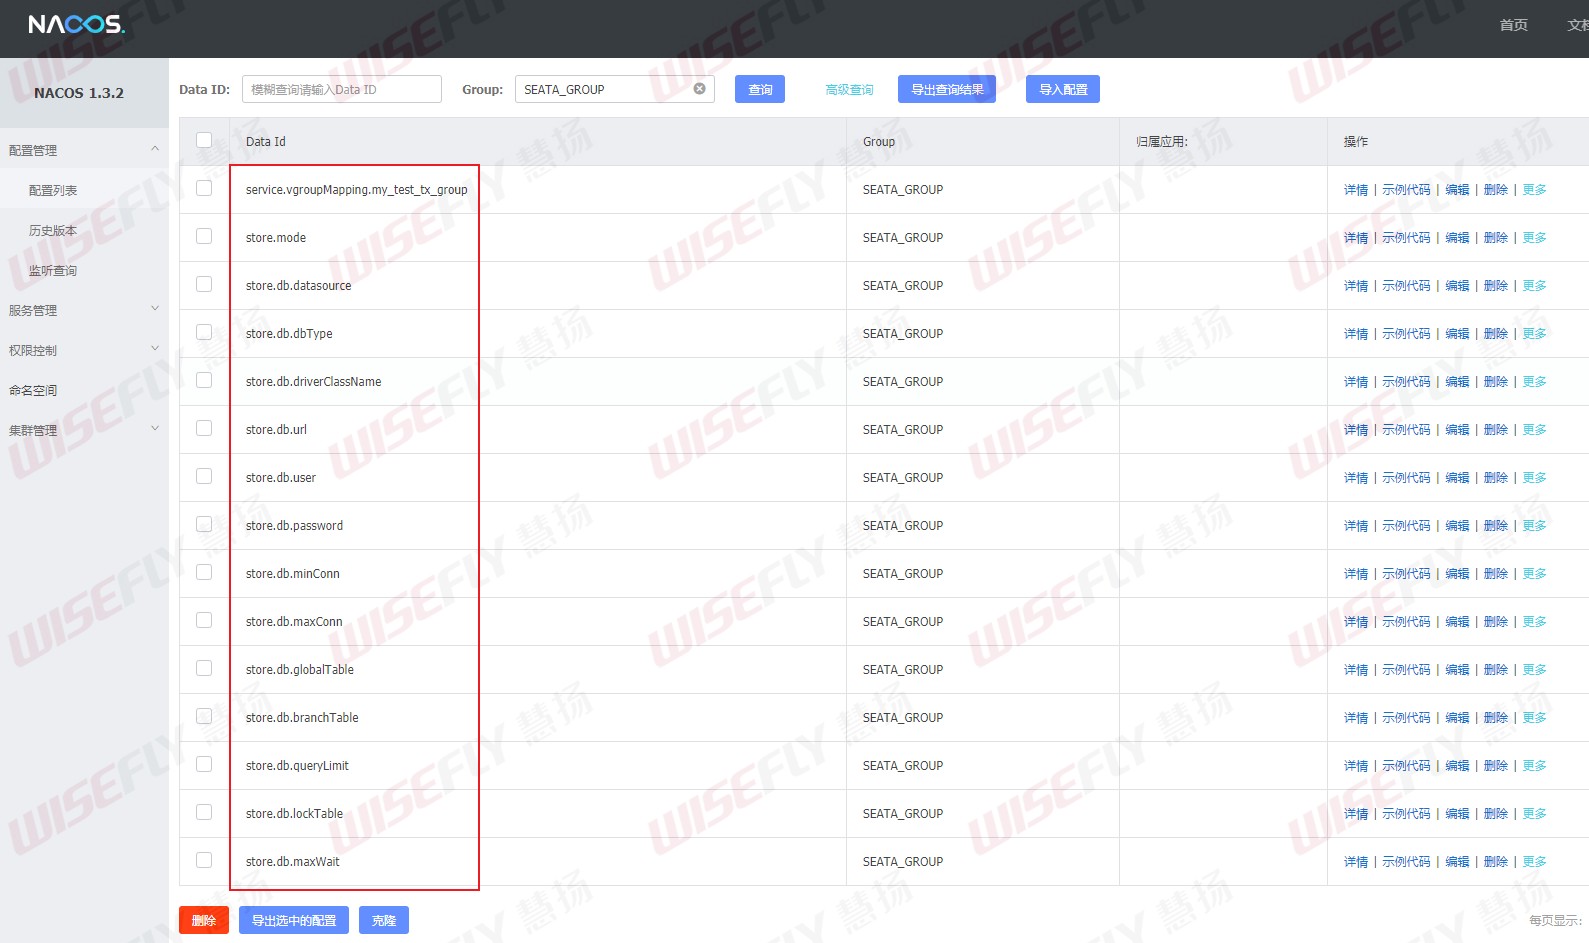 NACOS.
首页
NACOS 1.3.2
Data ID: 模糊查询请输入Data ID Group: SEATA_GROUP 查询 高级查询 导出查询结果 导入配置
配置管理
配置列表
历史版本
监听查询
服务管理
权限控制
命名空间
集群管理
Data Id Group 归属应用: 操作
service.vgroupMapping.my_test_tx_group SEATA_GROUP 详情 | 示例代码 | 编辑 | 删除 | 更多
store.mode SEATA_GROUP 详情 | 示例代码 | 编辑 | 删除 | 更多
store.db.datasource SEATA_GROUP 详情 | 示例代码 | 编辑 | 删除 | 更多
store.db.dbType SEATA_GROUP 详情 | 示例代码 | 编辑 | 删除 | 更多
store.db.driverClassName SEATA_GROUP 详情 | 示例代码 | 编辑 | 删除 | 更多
store.db.url SEATA_GROUP 详情 | 示例代码 | 编辑 | 删除 | 更多
store.db.user SEATA_GROUP 详情 | 示例代码 | 编辑 | 删除 | 更多
store.db.password SEATA_GROUP 详情 | 示例代码 | 编辑 | 删除 | 更多
store.db.minConn SEATA_GROUP 详情 | 示例代码 | 编辑 | 删除 | 更多
store.db.maxConn SEATA_GROUP 详情 | 示例代码 | 编辑 | 删除 | 更多
store.db.globalTable SEATA_GROUP 详情 | 示例代码 | 编辑 | 删除 | 更多
store.db.branchTable SEATA_GROUP 详情 | 示例代码 | 编辑 | 删除 | 更多
store.db.queryLimit SEATA_GROUP 详情 | 示例代码 | 编辑 | 删除 | 更多
store.db.lockTable SEATA_GROUP 详情 | 示例代码 | 编辑 | 删除 | 更多
store.db.maxWait SEATA_GROUP 详情 | 示例代码 | 编辑 | 删除 | 更多
删除 导出选中的配置 克隆 每页显示:
WISEFLY 慧扬